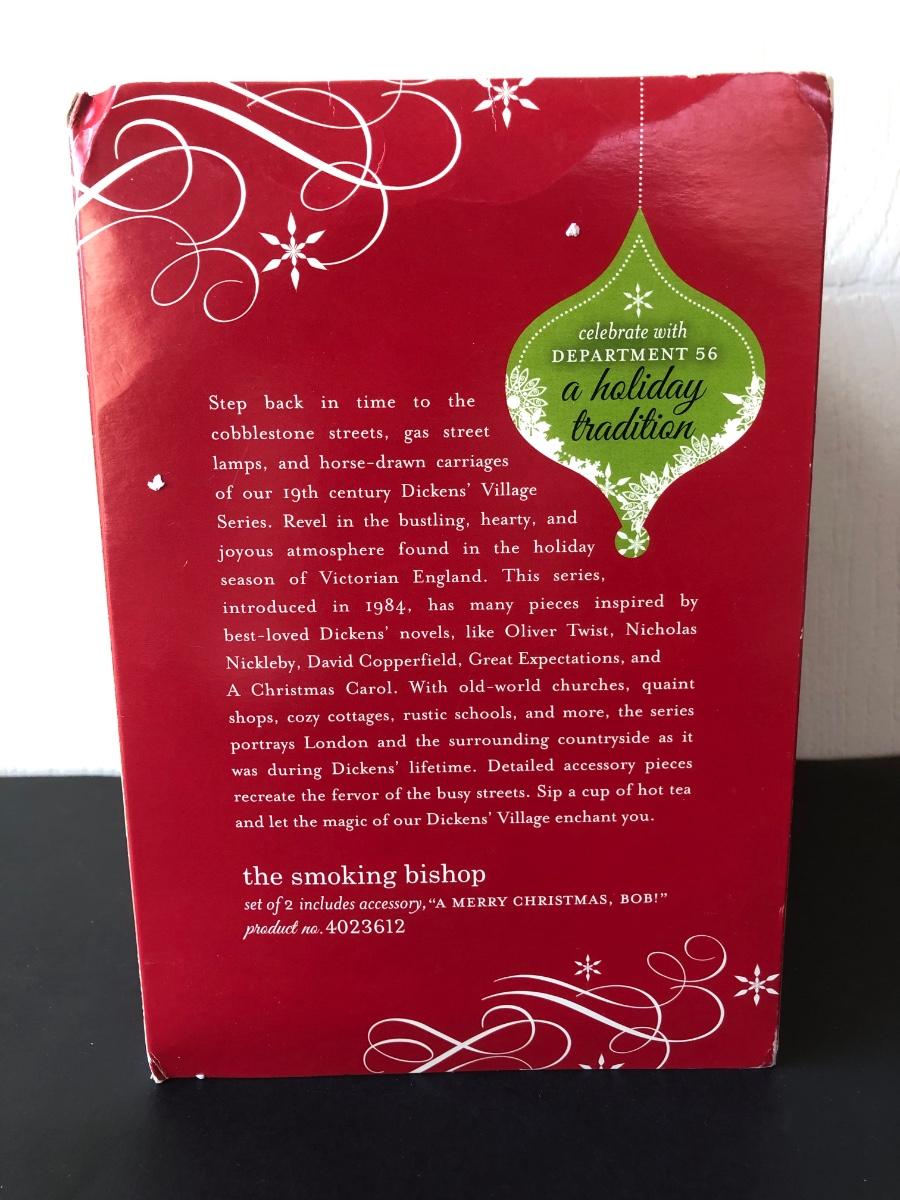 celebrate with
DEPARTMENT 56
a holiday
tradition
Step back in time to the
cobblestone streets, gas street
lamps, and horse-drawn carriages
of our 19th century Dickens' Village
Series. Revel in the bustling, hearty, and
joyous atmosphere found in the holiday
season of Victorian England. This series,
introduced in 1984, has many pieces inspired by
best-loved Dickens' novels, like Oliver Twist, Nicholas
Nickleby, David Copperfield, Great Expectations, and
A Christmas Carol. With old-world churches, quaint
shops, cozy cottages, rustic schools, and more, the series
portrays London and the surrounding countryside as it
was during Dickens' lifetime. Detailed accessory pieces
recreate the fervor of the busy streets. Sip a cup of hot tea
and let the magic of our Dickens' Village enchant you.
the smoking bishop
set of 2 includes accessory, "A MERRY CHRISTMAS, BOB!"
product no. 4023612